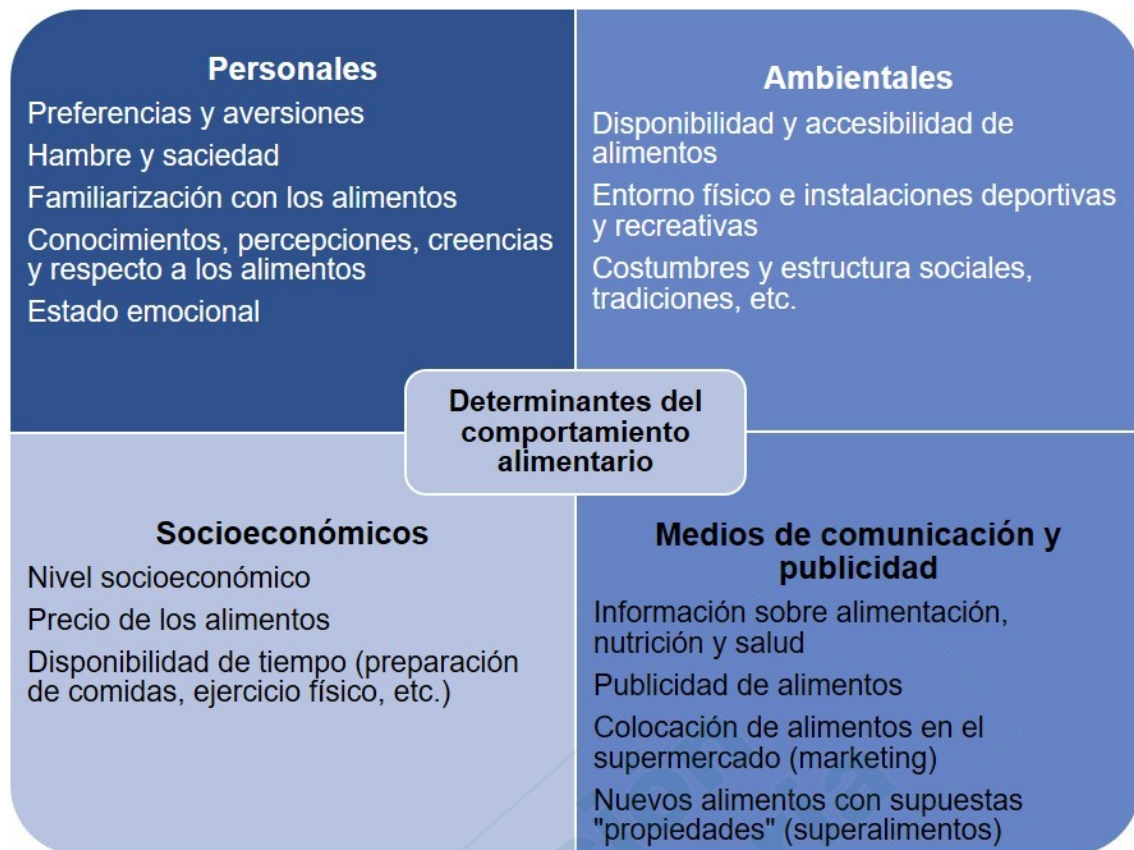 Personales
Preferencias y aversiones
Hambre y saciedad
Familiarización con los alimentos
Conocimientos, percepciones, creencias
y respecto a los alimentos
Estado emocional
Ambientales
Disponibilidad y accesibilidad de
alimentos
Entorno físico e instalaciones deportivas
y recreativas
Costumbres y estructura sociales,
tradiciones, etc.
Determinantes del
comportamiento
alimentario
Socioeconómicos
Nivel socioeconómico
Precio de los alimentos
Disponibilidad de tiempo (preparación
de comidas, ejercicio físico, etc.)
Medios de comunicación y
publicidad
Información sobre alimentación,
nutrición y salud
Publicidad de alimentos
Colocación de alimentos en el
supermercado (marketing)
Nuevos alimentos con supuestas
"propiedades" (superalimentos)